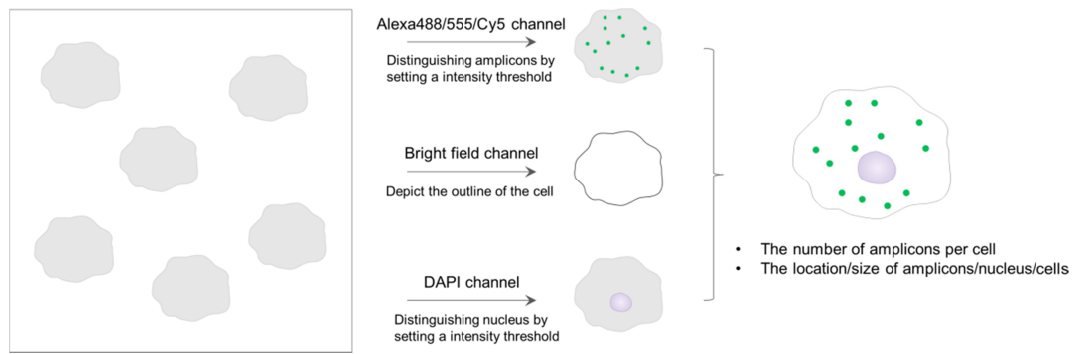 Alexa488/555/Cy5 channel
Distinguishing amplicons by
setting a intensity threshold
Bright field channel
Depict the outline of the cell
DAPI channel
Distinguishing nucleus by
setting a intensity threshold
• The number of amplicons per cell
• The location/size of amplicons/nucleus/cells